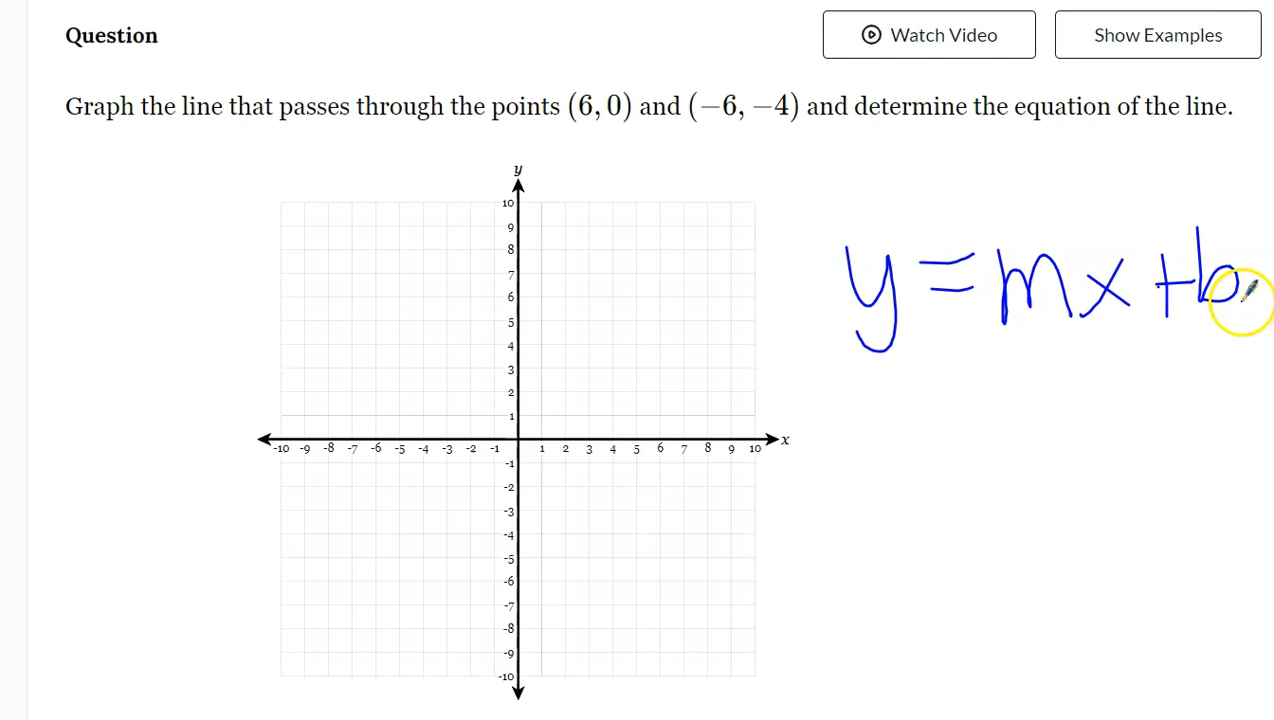 Question
Watch Video
Show Examples
Graph the line that passes through the points (6, 0) and (−6, −4) and determine the equation of the line.
y
10
9
8
7
6
5
4
3
2
1
-10 -9 -8 -7 -6 -5 -4 -3 -2 -1 1 2 3 4 5 6 7 8 9 10 x
-1
-2
-3
-4
-5
-6
-7
-8
-9
-10
y = mx + b